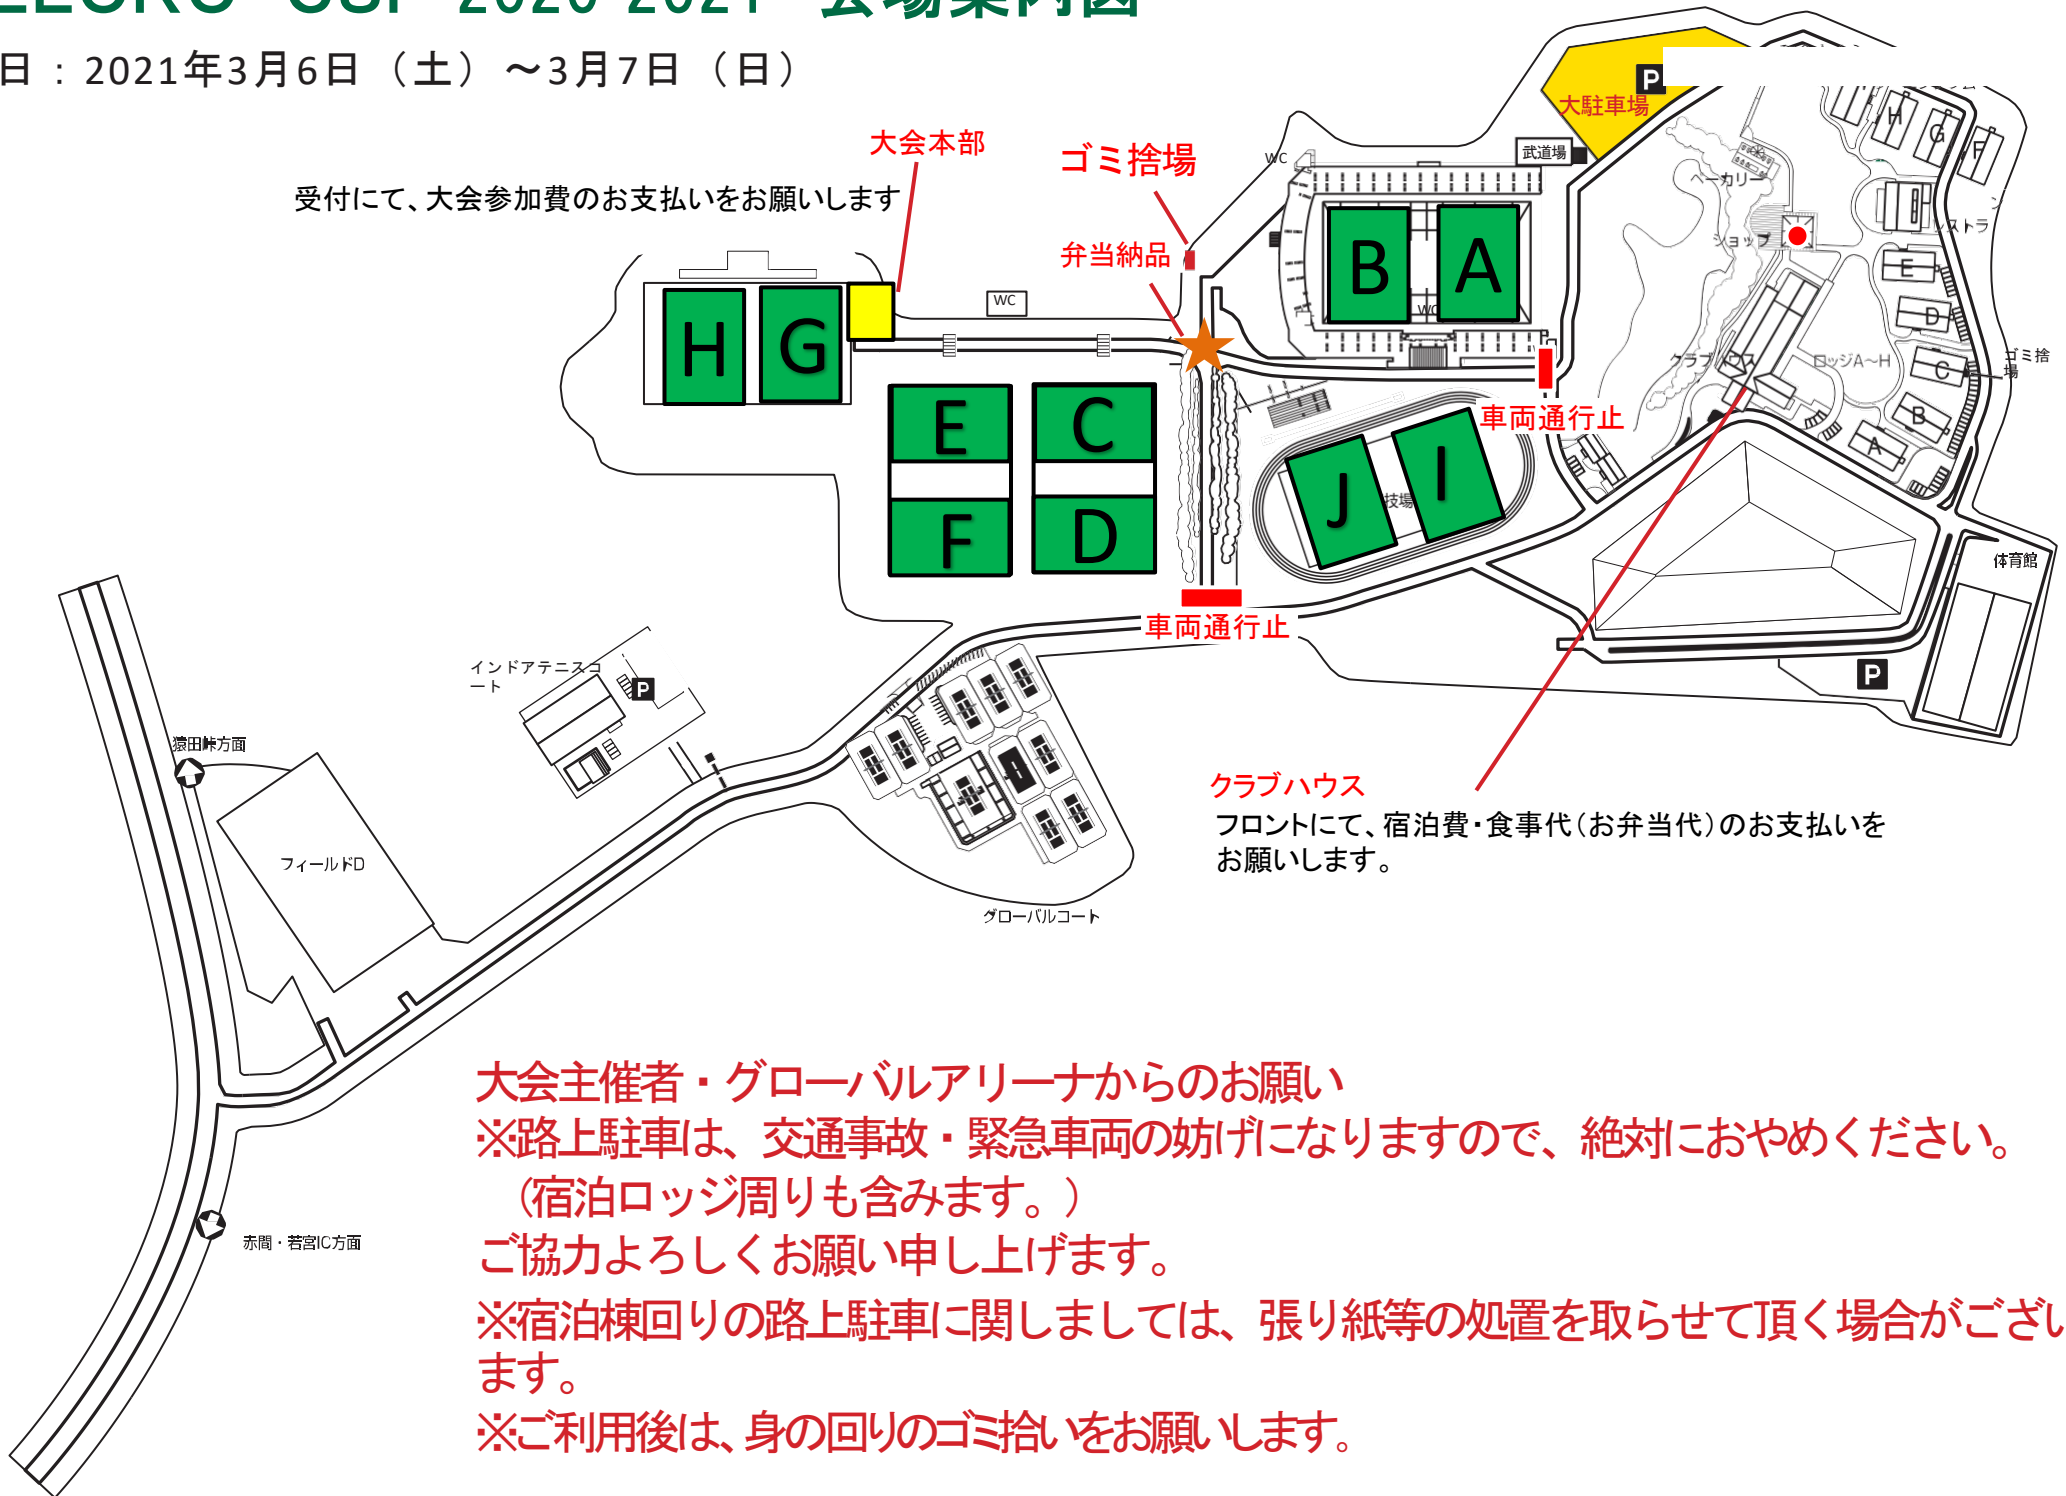 CUP 2020-2021 会場案内図
日：2021年3月6日（土）～3月7日（日）
大会本部
受付にて、大会参加費のお支払いをお願いします
ゴミ捨場
弁当納品
WC
WC
武道場
P
大駐車場
B
A
WC
H
G
E
C
F
D
J
技場
I
車両通行止
車両通行止
ベーカリー
ショップ
クラブハウス
ロッジA～H
H
G
F
ン
ストラ
E
D
C
B
A
ゴミ捨
場
体育館
P
インドアテニスコ
ート
P
猿田峠方面
フィールドD
グローバルコート
赤間・若宮IC方面
クラブハウス
フロントにて、宿泊費・食事代（お弁当代）のお支払いを
お願いします。
大会主催者・グローバルアリーナからのお願い
※路上駐車は、交通事故・緊急車両の妨げになりますので、絶対におやめください。
（宿泊ロッジ周りも含みます。）
ご協力よろしくお願い申し上げます。
※宿泊棟回りの路上駐車に関しましては、張り紙等の処置を取らせて頂く場合がござい
ます。
※ご利用後は、身の回りのゴミ拾いをお願いします。